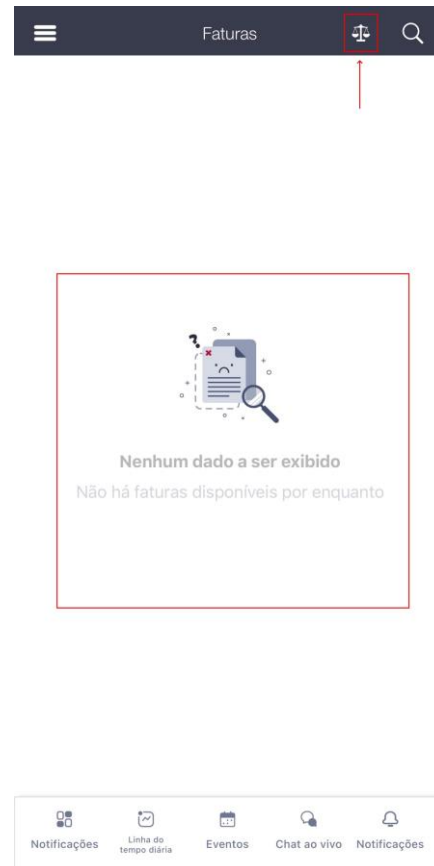 Faturas
?
Nenhum dado a ser exibido
Não há faturas disponíveis por enquanto
Notificações
Linha do
tempo diária
Eventos
Chat ao vivo
Notificações